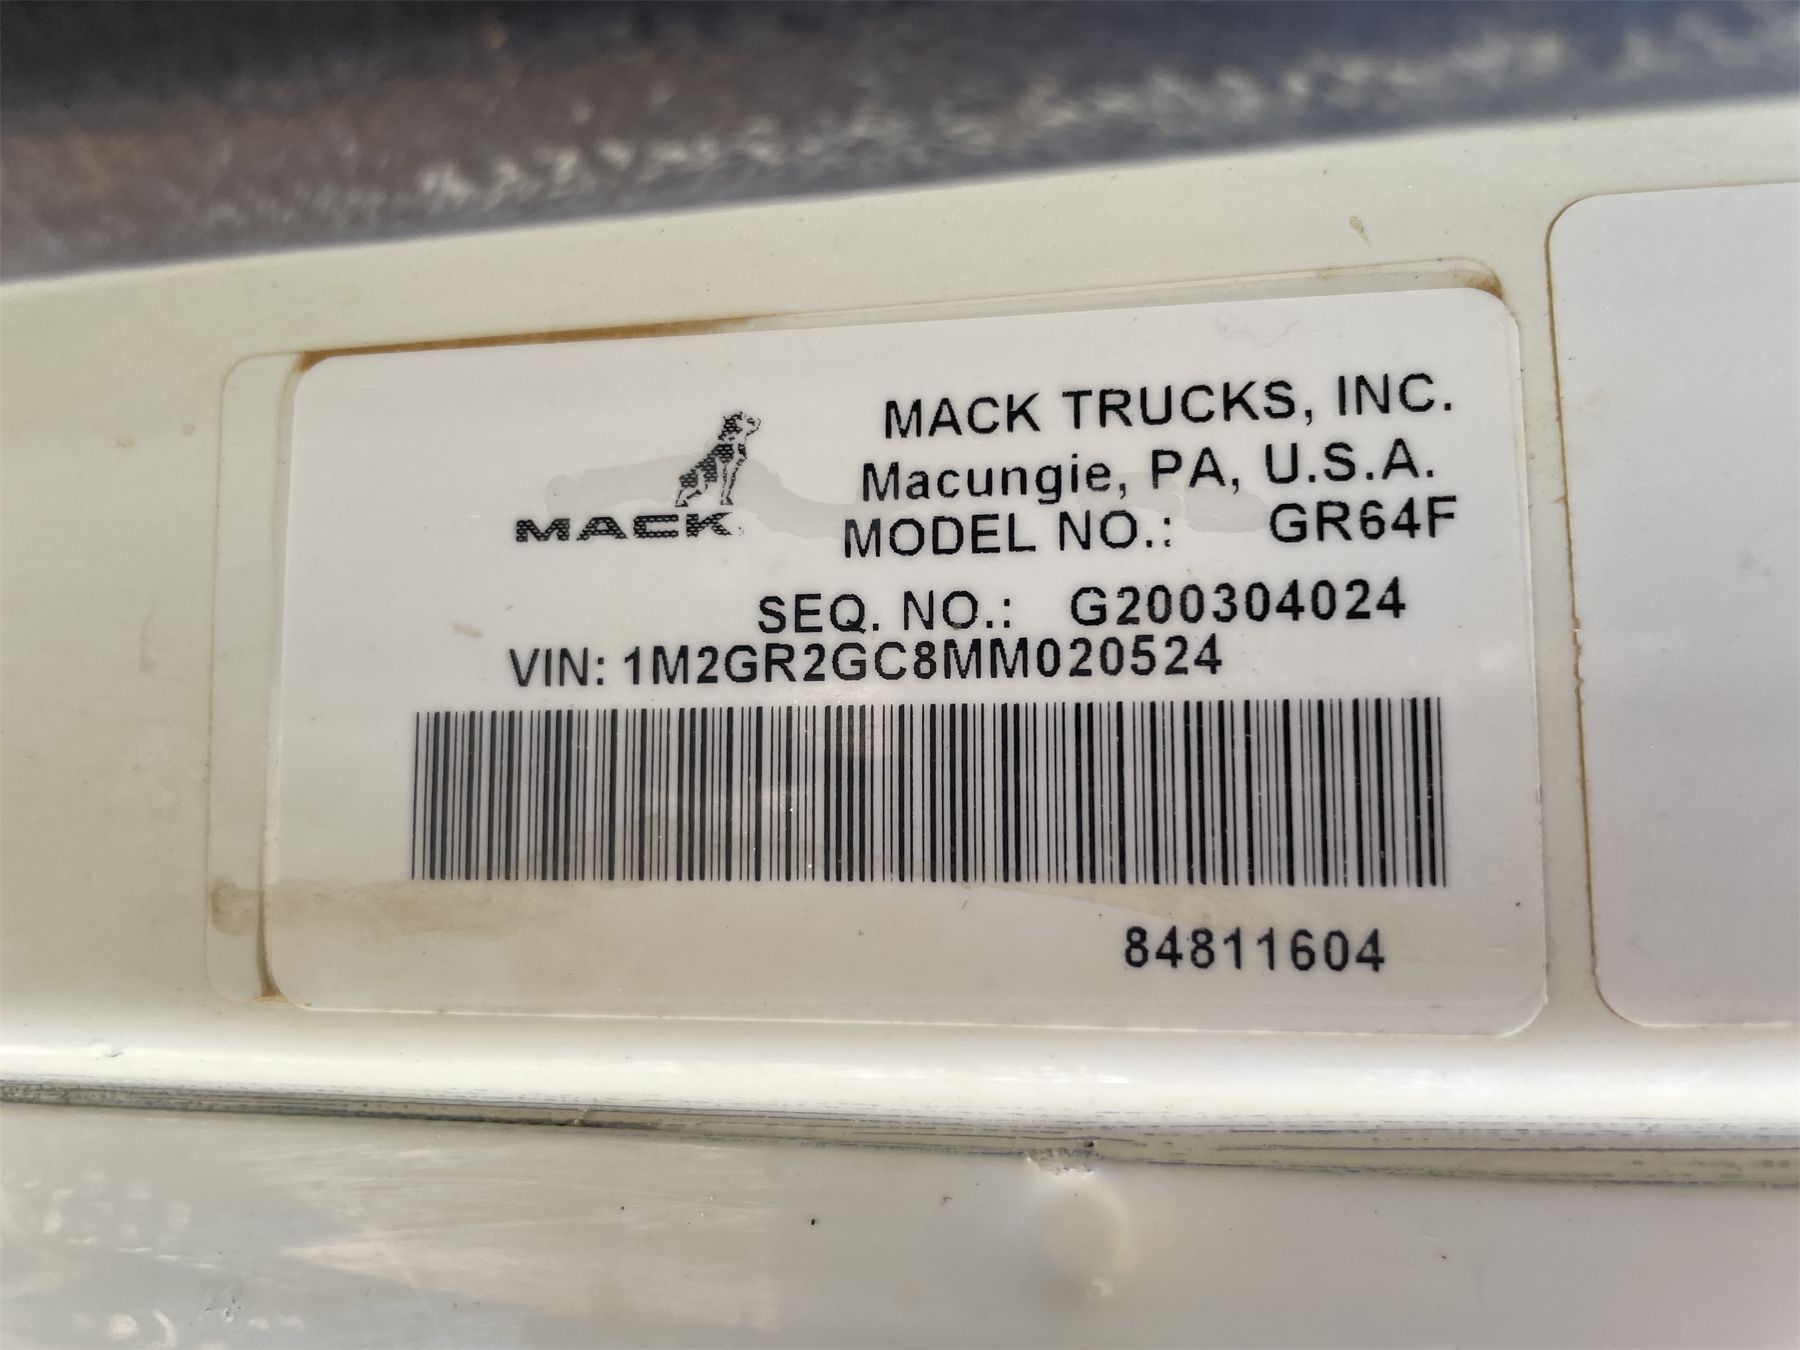 MACK TRUCKS, INC.
Macungie, PA, U.S.A.
MACK
MODEL NO.: GR64F
SEQ. NO.: G200304024
VIN: 1M2GR2GC8MM020524
84811604